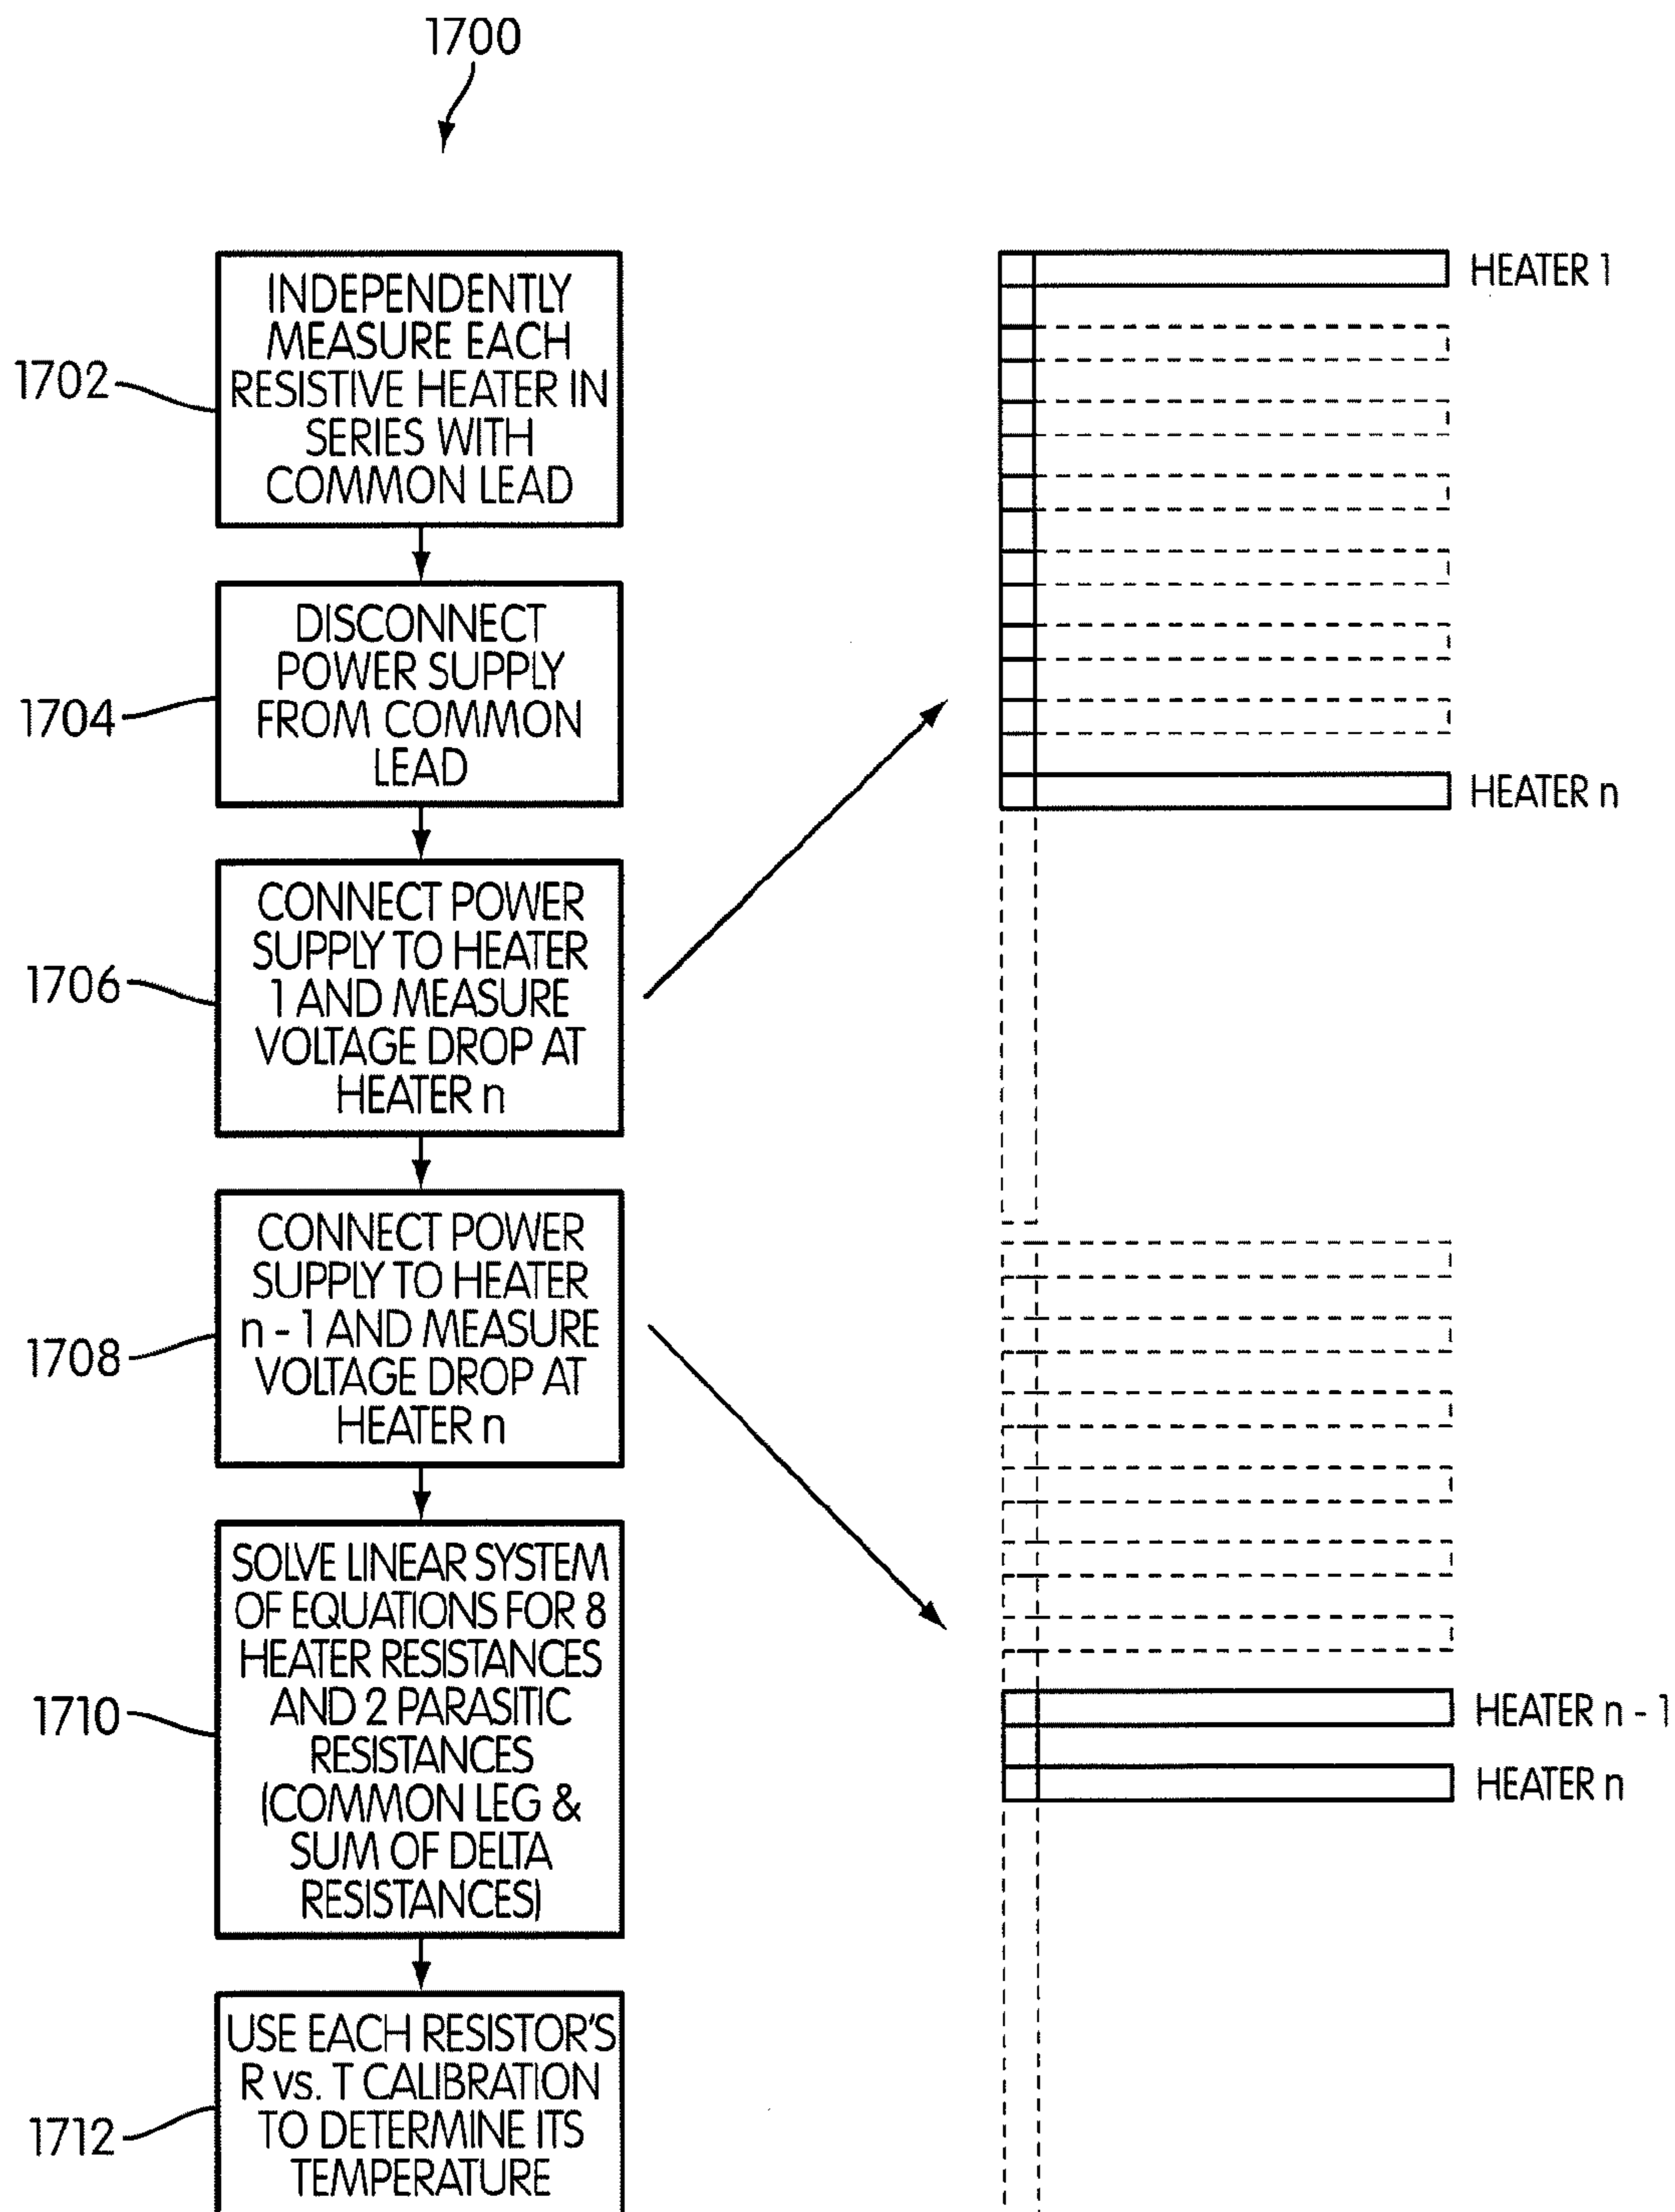 1700
1702
INDEPENDENTLY
MEASURE EACH
RESISTIVE HEATER IN
SERIES WITH
COMMON LEAD
1704
DISCONNECT
POWER SUPPLY
FROM COMMON
LEAD
1706
CONNECT POWER
SUPPLY TO HEATER
1 AND MEASURE
VOLTAGE DROP AT
HEATER n
1708
CONNECT POWER
SUPPLY TO HEATER
n - 1 AND MEASURE
VOLTAGE DROP AT
HEATER n
1710
SOLVE LINEAR SYSTEM
OF EQUATIONS FOR 8
HEATER RESISTANCES
AND 2 PARASITIC
RESISTANCES
(COMMON LEG &
SUM OF DELTA
RESISTANCES)
1712
USE EACH RESISTOR'S
R vs. T CALIBRATION
TO DETERMINE ITS
TEMPERATURE
HEATER 1
HEATER n
HEATER n - 1
HEATER n